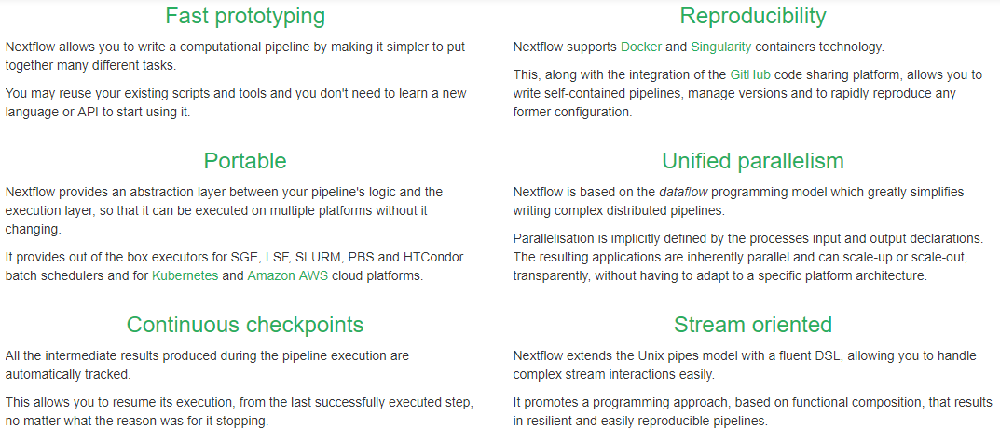 Fast prototyping
Nextflow allows you to write a computational pipeline by making it simpler to put
together many different tasks.
You may reuse your existing scripts and tools and you don't need to learn a new
language or API to start using it.
Reproducibility
Nextflow supports Docker and Singularity containers technology.
This, along with the integration of the GitHub code sharing platform, allows you to
write self-contained pipelines, manage versions and to rapidly reproduce any
former configuration.
Portable
Nextflow provides an abstraction layer between your pipeline's logic and the
execution layer, so that it can be executed on multiple platforms without it
changing.
It provides out of the box executors for SGE, LSF, SLURM, PBS and HTCondor
batch schedulers and for Kubernetes and Amazon AWS cloud platforms.
Unified parallelism
Nextflow is based on the dataflow programming model which greatly simplifies
writing complex distributed pipelines.
Parallelisation is implicitly defined by the processes input and output declarations.
The resulting applications are inherently parallel and can scale-up or scale-out,
transparently, without having to adapt to a specific platform architecture.
Continuous checkpoints
All the intermediate results produced during the pipeline execution are
automatically tracked.
This allows you to resume its execution, from the last successfully executed step,
no matter what the reason was for it stopping.
Stream oriented
Nextflow extends the Unix pipes model with a fluent DSL, allowing you to handle
complex stream interactions easily.
It promotes a programming approach, based on functional composition, that results
in resilient and easily reproducible pipelines.